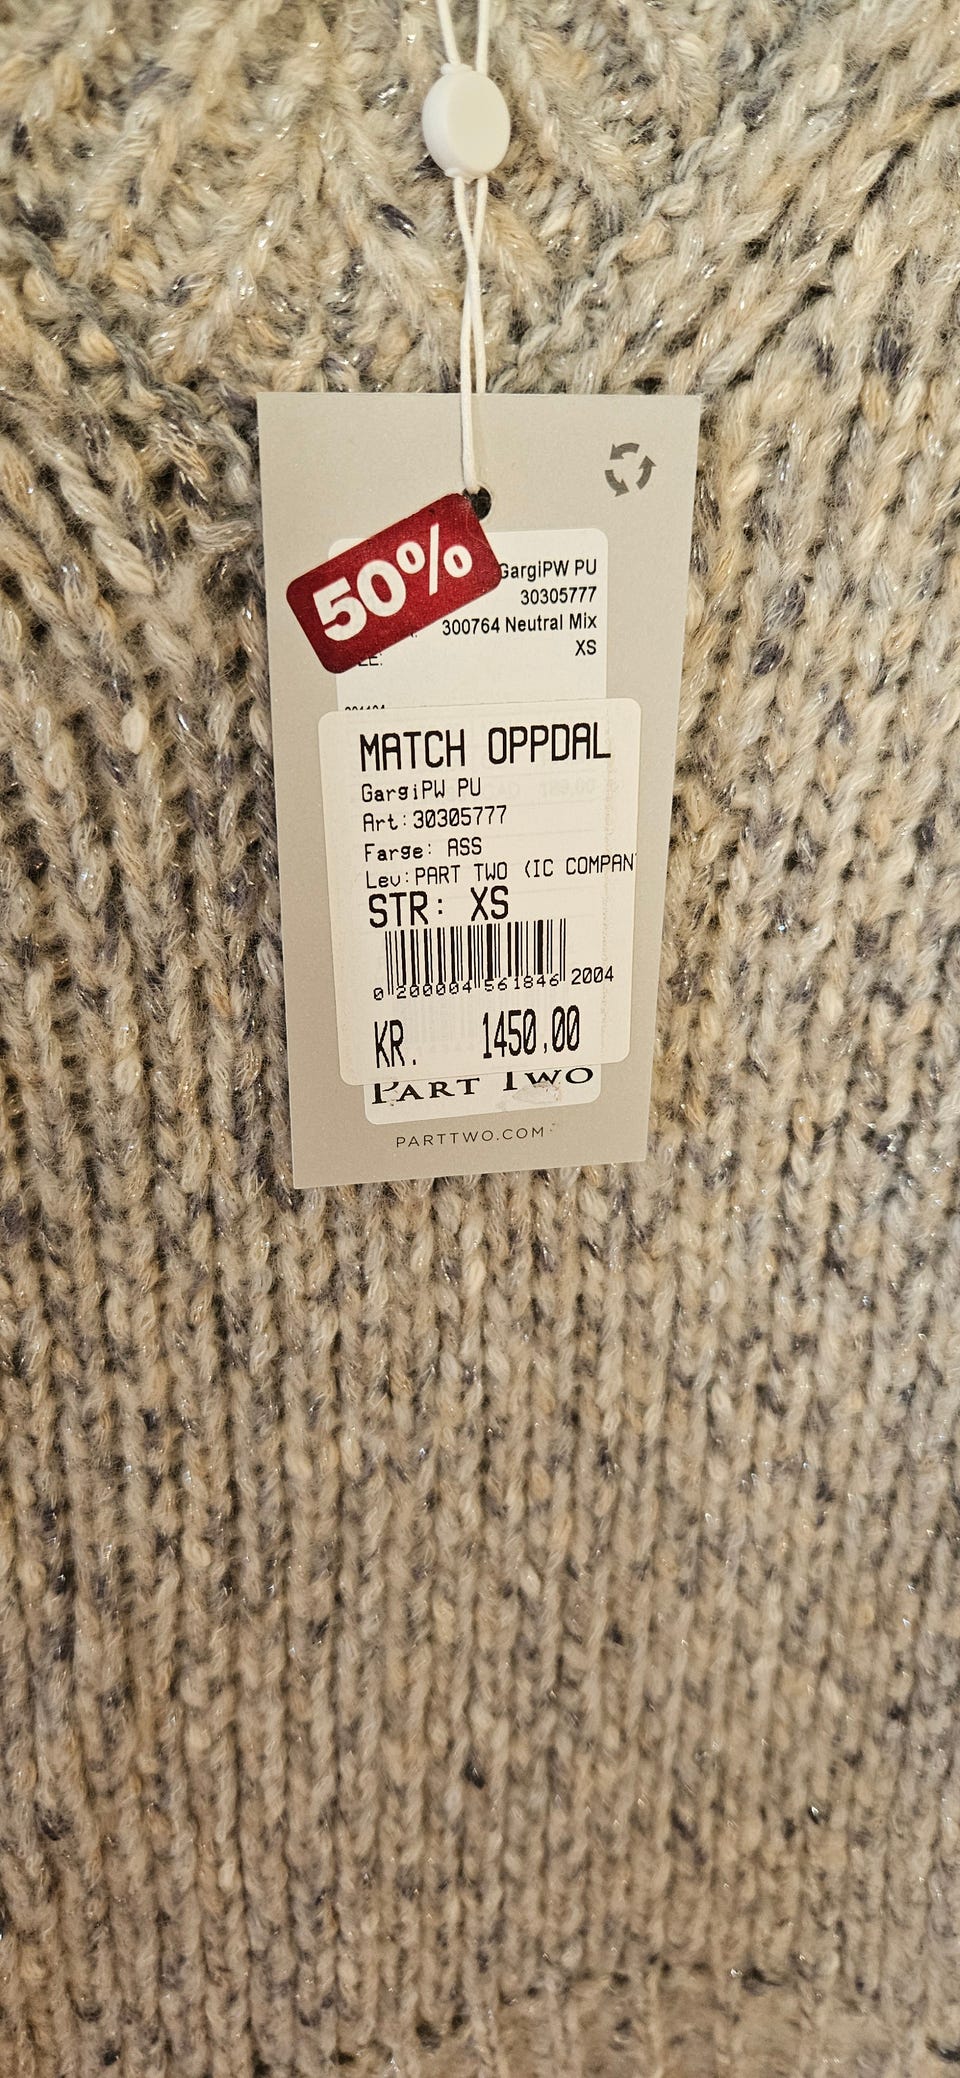 50%
GargiPW PU
30305777
300764 Neutral Mix
XS
MATCH OPPDAL
GargiPW PU
Art:30305777
Farge: ASS
Lev:PART TWO (IC COMPAN
STR: XS
0 200004 561846 2004
KR. 1450,00
PART TWO
PARTTWO.COM